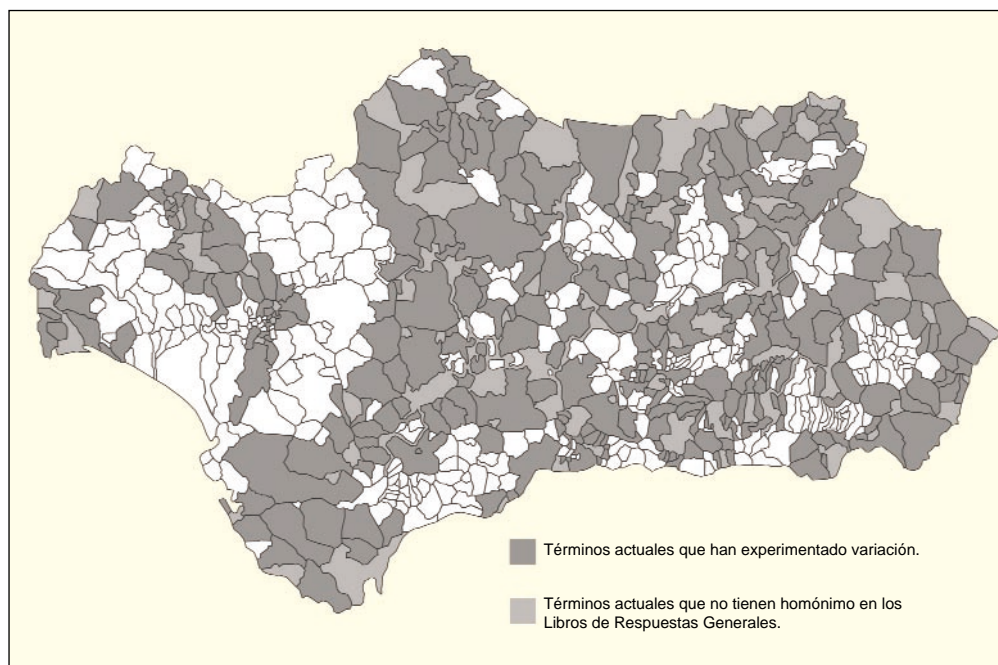 Términos actuales que han experimentado variación.
Términos actuales que no tienen homónimo en los
Libros de Respuestas Generales.